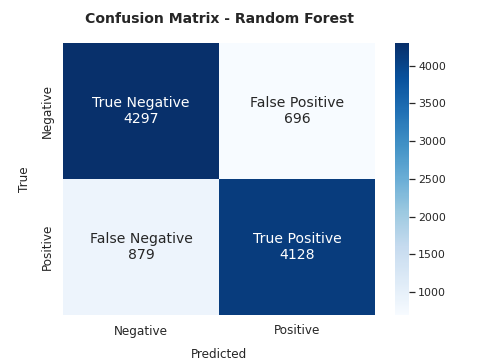 Confusion Matrix - Random Forest
True
Negative
True Negative
4297
False Positive
696
Positive
False Negative
879
True Positive
4128
Negative
Positive
Predicted
4000
3500
3000
2500
2000
1500
1000